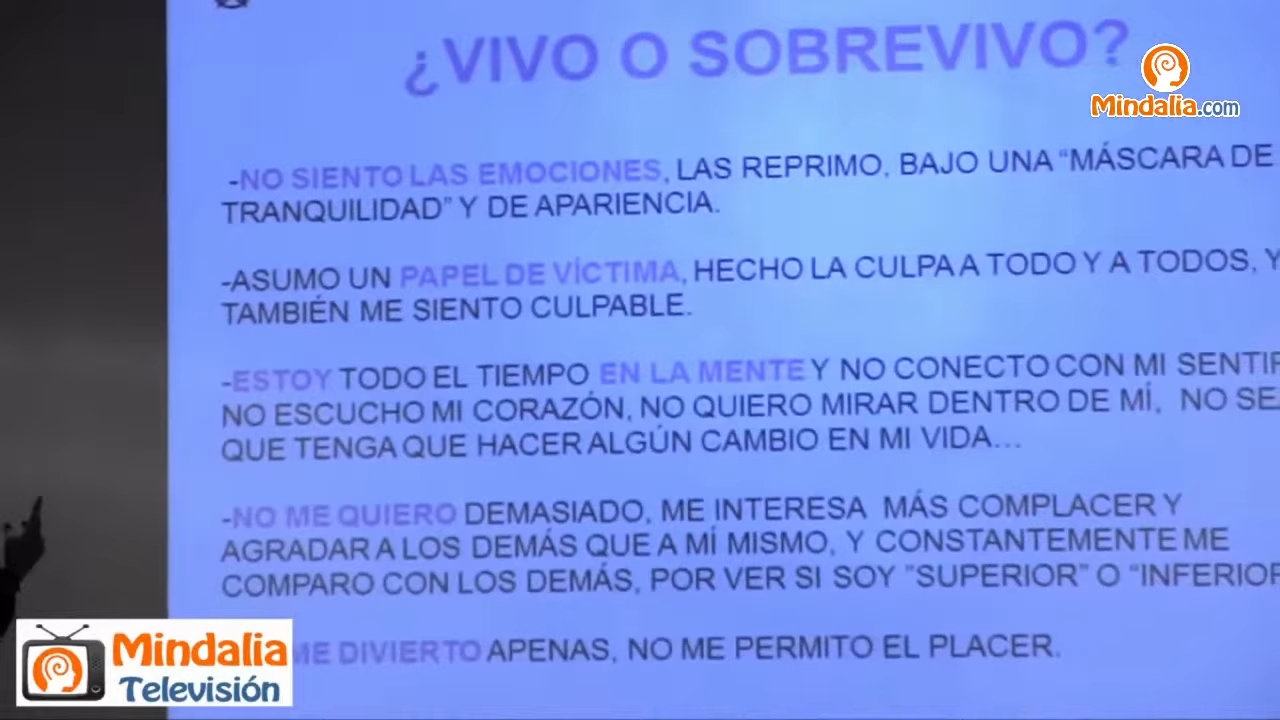 ¿VIVO O SOBREVIVO?
Mindalia.com
-NO SIENTO LAS EMOCIONES, LAS REPRIMO, BAJO UNA “MÁSCARA DE
TRANQUILIDAD” Y DE APARIENCIA.
-ASUMO UN PAPEL DE VÍCTIMA, HECHO LA CULPA A TODO Y A TODOS, Y
TAMBIÉN ME SIENTO CULPABLE.
-ESTOY TODO EL TIEMPO EN LA MENTE Y NO CONECTO CON MI SENTIR
NO ESCUCHO MI CORAZÓN, NO QUIERO MIRAR DENTRO DE MÍ, NO SE
QUE TENGA QUE HACER ALGÚN CAMBIO EN MI VIDA...
-NO ME QUIERO DEMASIADO, ME INTERESA MÁS COMPLACER Y
AGRADAR A LOS DEMÁS QUE A MÍ MISMO, Y CONSTANTEMENTE ME
COMPARO CON LOS DEMÁS, POR VER SI SOY "SUPERIOR” O “INFERIOR
ME DIVIERTO APENAS, NO ME PERMITO EL PLACER.
Mindalia
Televisión